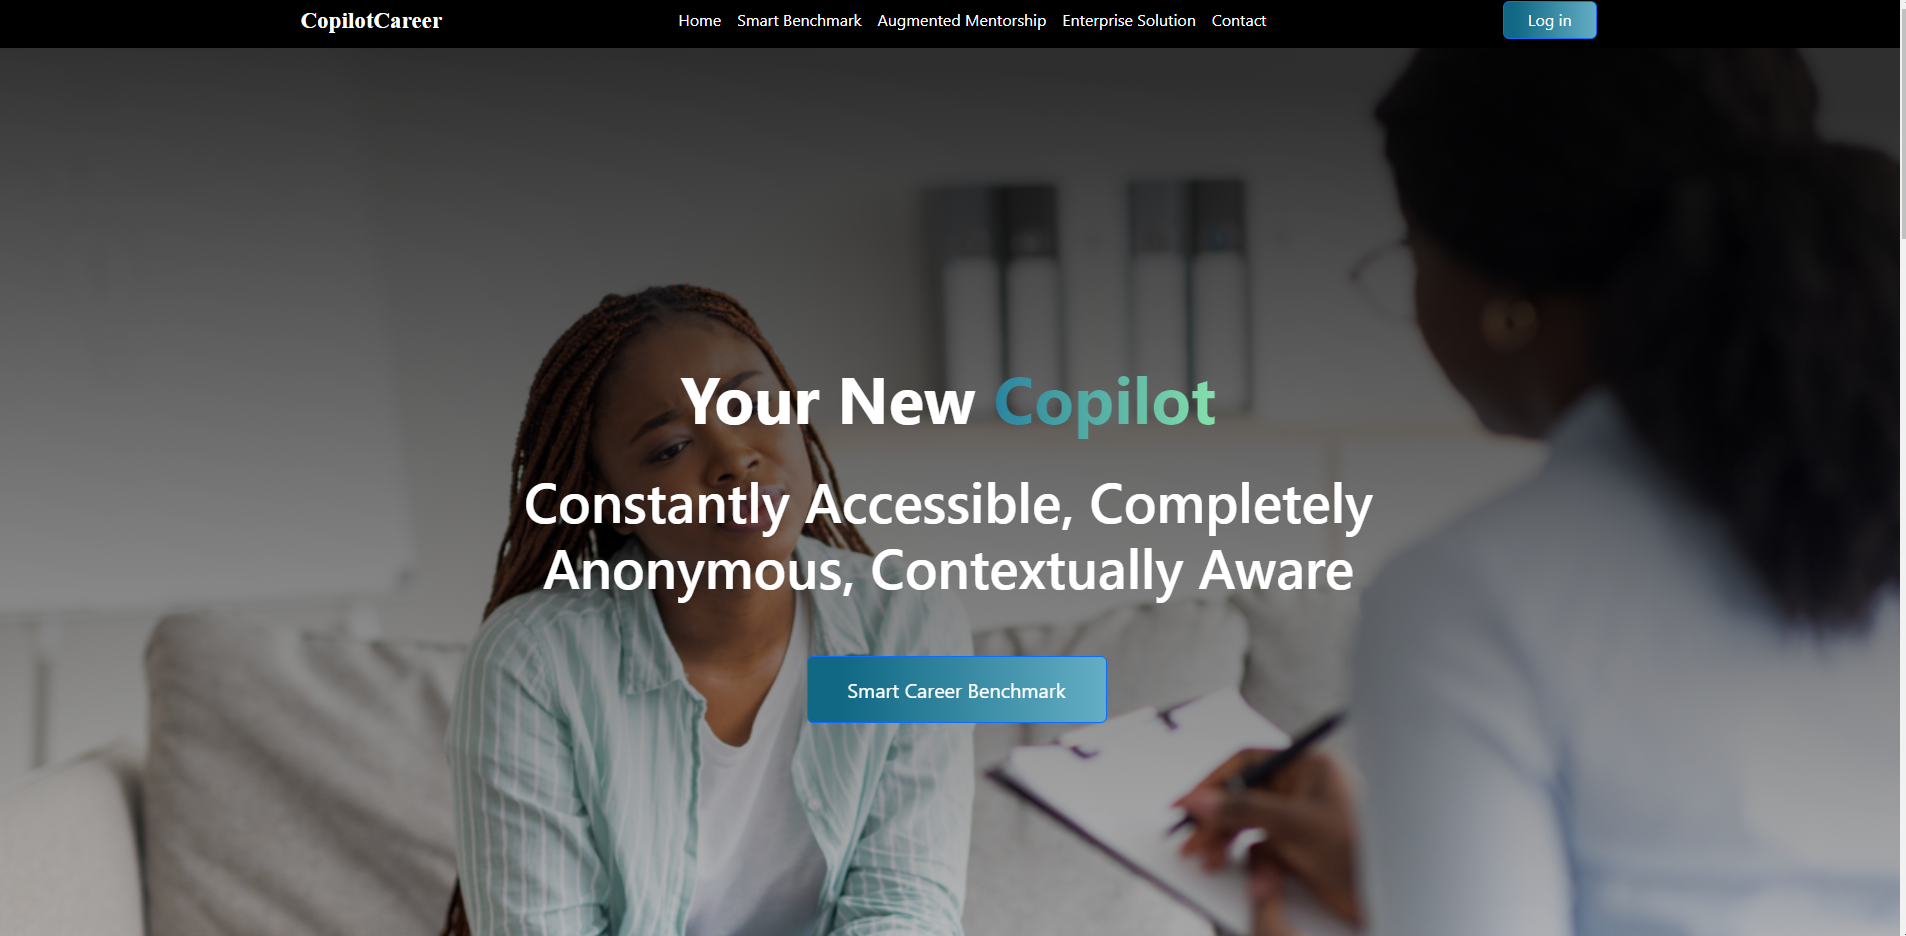 CopilotCareer
Home Smart Benchmark Augmented Mentorship Enterprise Solution Contact
Log in
Your New Copilot
Constantly Accessible, Completely
Anonymous, Contextually Aware
Smart Career Benchmark